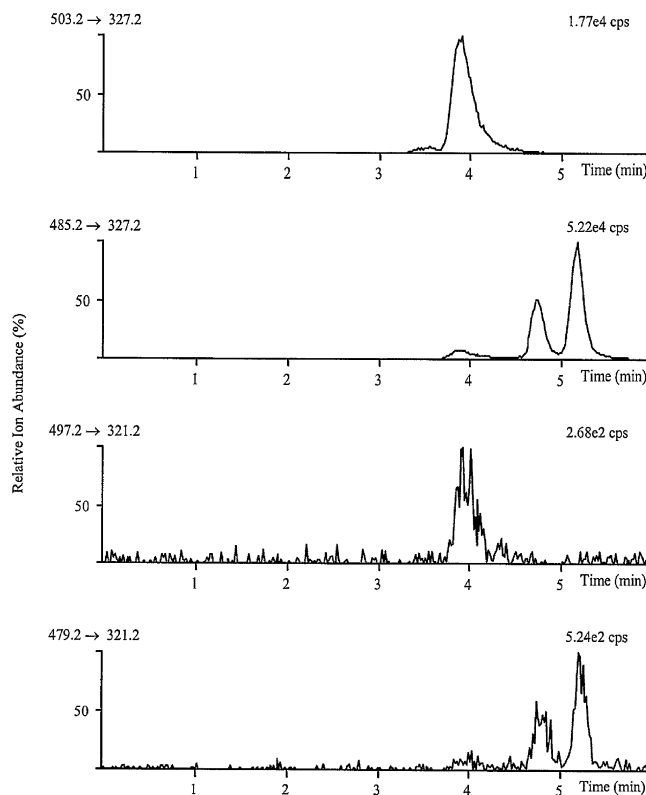 503.2 → 327.2 1.77e4 cps
50
1 2 3 4 5 Time (min)
485.2 → 327.2 5.22e4 cps
50
1 2 3 4 5 Time (min)
Relative Ion Abundance (%)
497.2 → 321.2 2.68e2 cps
50
1 2 3 4 5 Time (min)
479.2 → 321.2 5.24e2 cps
50
1 2 3 4 5 Time (min)